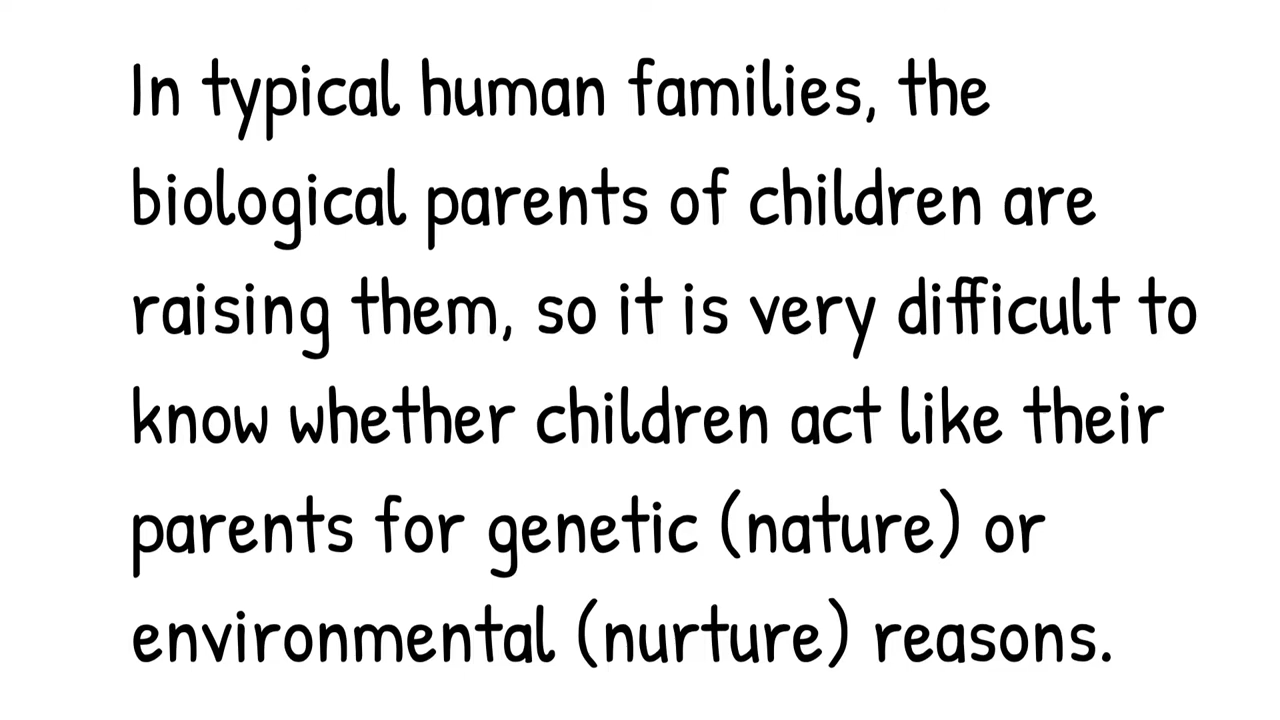 In typical human families, the
biological parents of children are
raising them, so it is very difficult to
know whether children act like their
parents for genetic (nature) or
environmental (nurture) reasons.